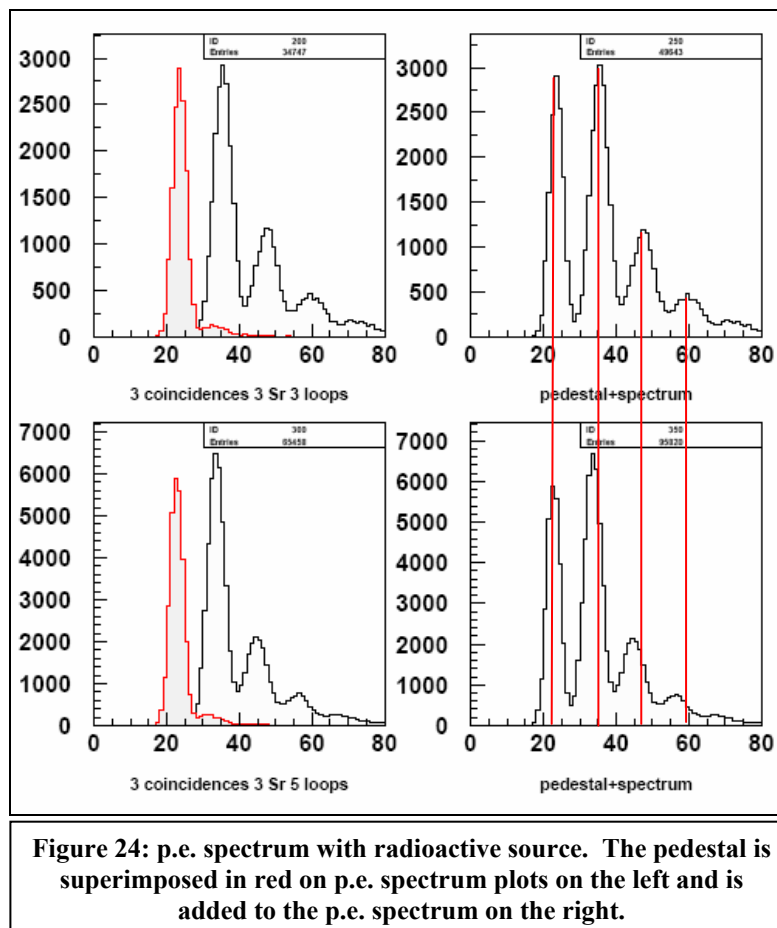 ID 200
Entries 34747
3000
2500
2000
1500
1000
500
0
0 20 40 60 80
3 coincidences 3 Sr 3 loops
ID 250
Entries 49643
3000
2500
2000
1500
1000
500
0
0 20 40 60 80
pedestal+spectrum
ID 300
Entries 65458
7000
6000
5000
4000
3000
2000
1000
0
0 20 40 60 80
3 coincidences 3 Sr 5 loops
ID 350
Entries 95820
7000
6000
5000
4000
3000
2000
1000
0
0 20 40 60 80
pedestal+spectrum
Figure 24: p.e. spectrum with radioactive source. The pedestal is
superimposed in red on p.e. spectrum plots on the left and is
added to the p.e. spectrum on the right.